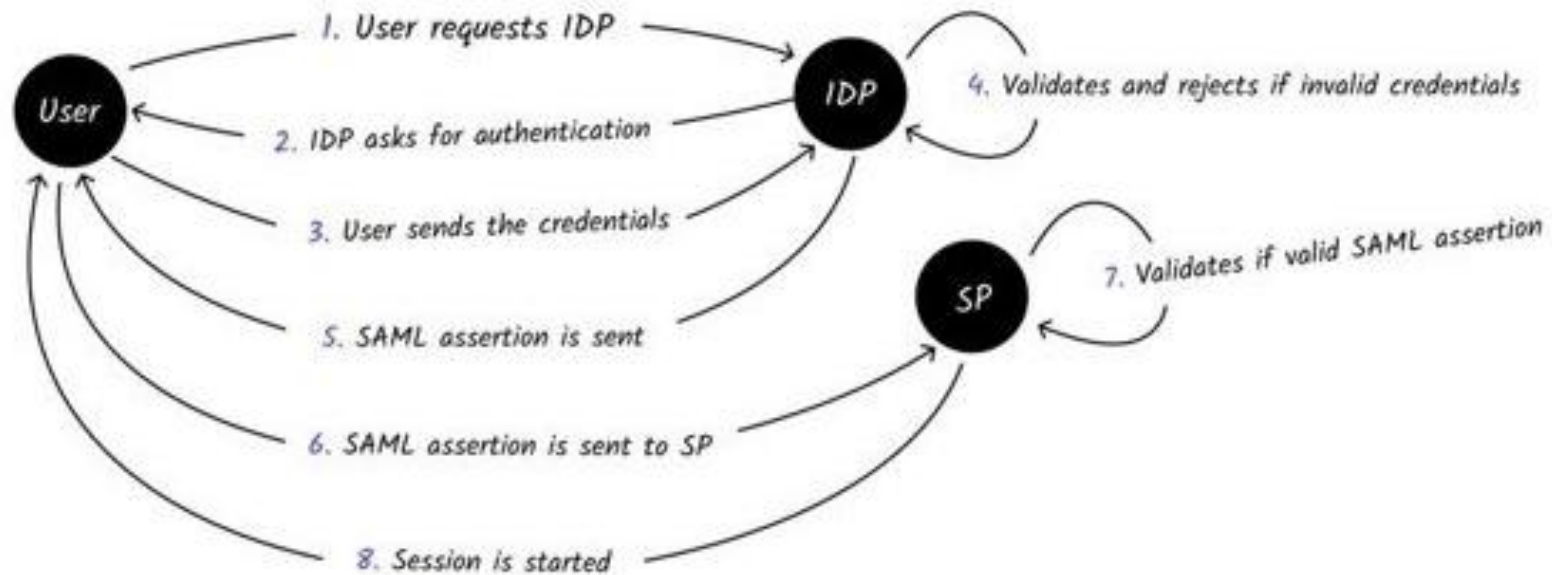 1. User requests IDP
User
IDP
4. Validates and rejects if invalid credentials
2. IDP asks for authentication
3. User sends the credentials
7. Validates if valid SAML assertion
SP
5. SAML assertion is sent
6. SAML assertion is sent to SP
8. Session is started